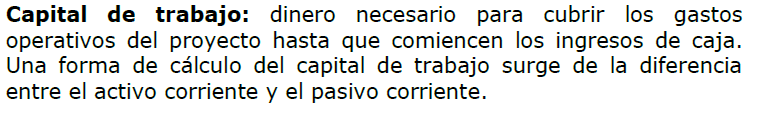 Capital de trabajo: dinero necesario para cubrir los gastos
operativos del proyecto hasta que comiencen los ingresos de caja.
Una forma de cálculo del capital de trabajo surge de la diferencia
entre el activo corriente y el pasivo corriente.